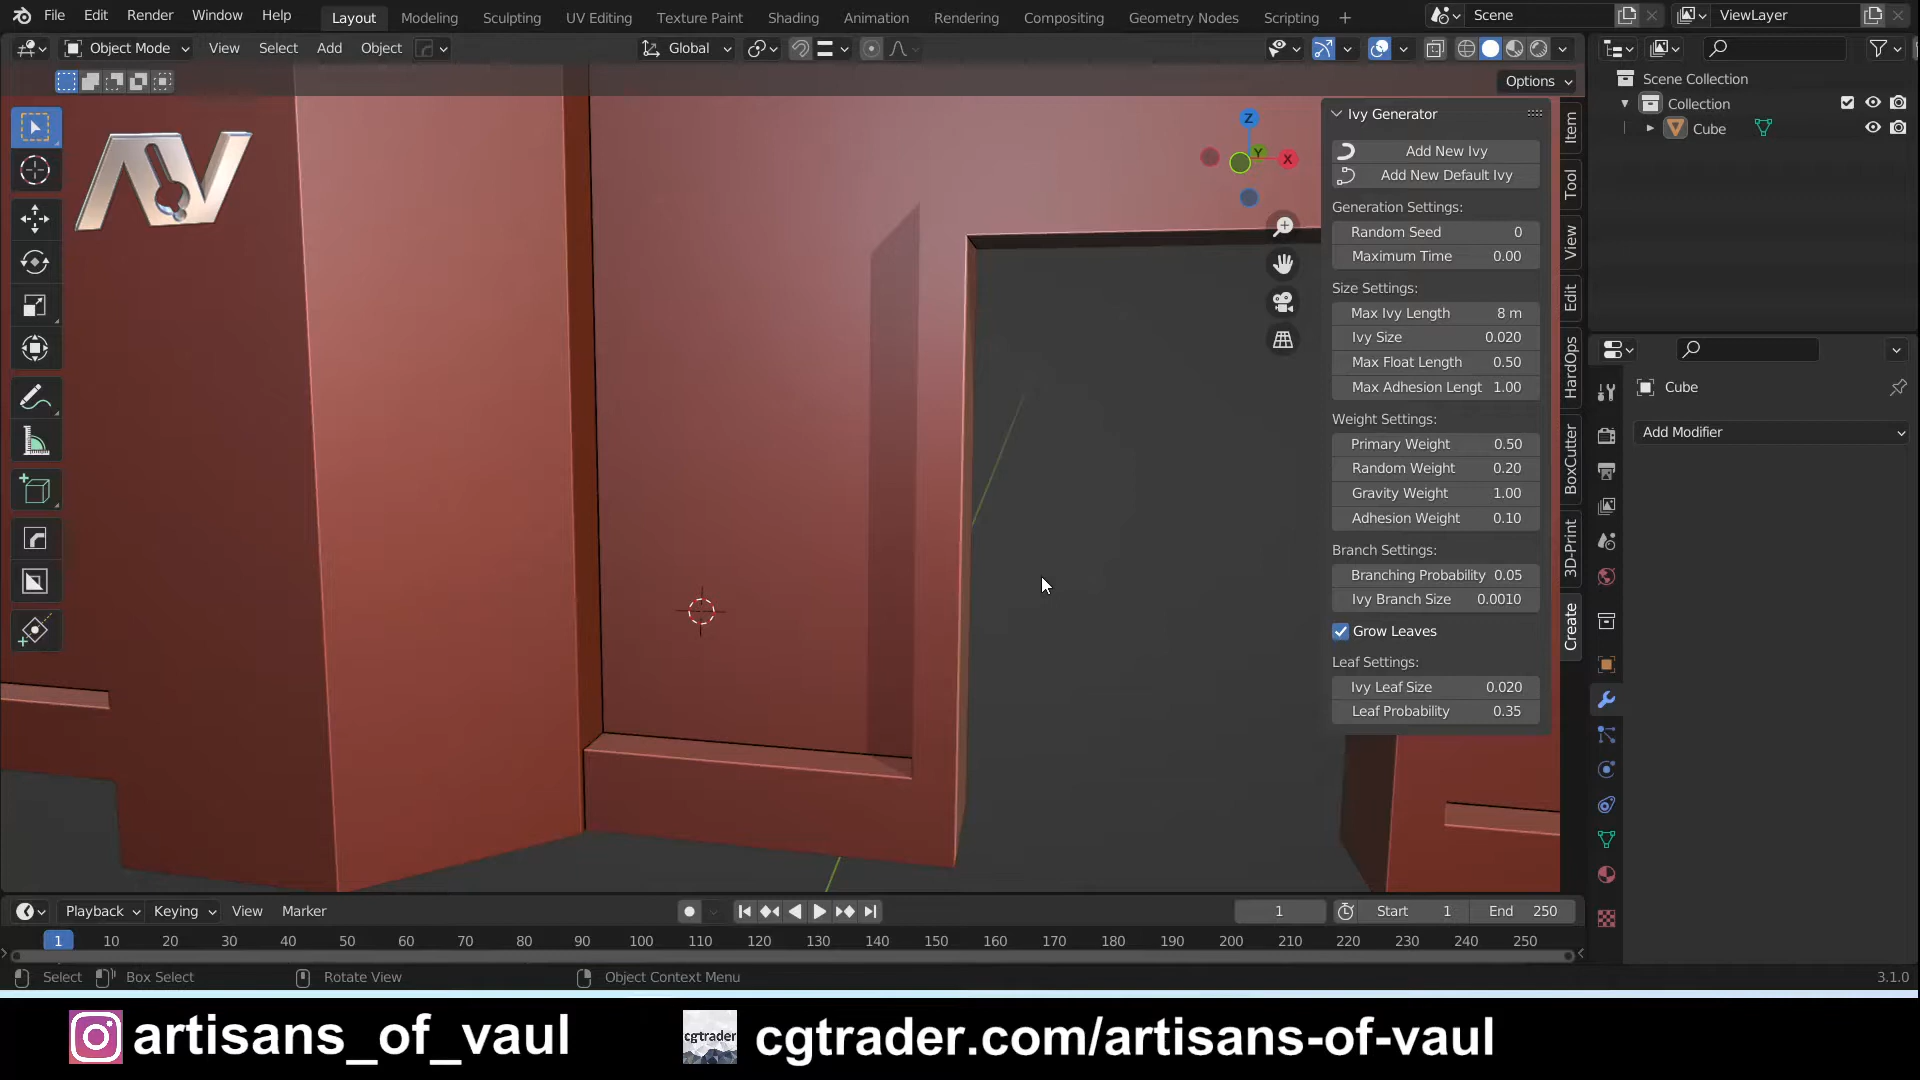 File Edit Render Window Help Layout Modeling Sculpting UV Editing Texture Paint Shading Animation Rendering Compositing Geometry Nodes Scripting + Scene ViewLayer
Object Mode View Select Add Object Global
Options
Scene Collection
Collection
Cube
Ivy Generator
Add New Ivy
Add New Default Ivy
Generation Settings:
Random Seed 0
Maximum Time 0.00
Size Settings:
Max Ivy Length 8 m
Ivy Size 0.020
Max Float Length 0.50
Max Adhesion Lengt 1.00
Weight Settings:
Primary Weight 0.50
Random Weight 0.20
Gravity Weight 1.00
Adhesion Weight 0.10
Branch Settings:
Branching Probability 0.05
Ivy Branch Size 0.0010
Grow Leaves
Leaf Settings:
Ivy Leaf Size 0.020
Leaf Probability 0.35
Z
Y
X
Item
Tool
View
Edit
HardOps
BoxCutter
3D-Print
Create
Cube
Add Modifier
AV
Playback Keying View Marker 1 Start 1 End 250
1 10 20 30 40 50 60 70 80 90 100 110 120 130 140 150 160 170 180 190 200 210 220 230 240 250
Select Box Select Rotate View Object Context Menu 3.1.0
artisans_of_vaul cgtrader cgtrader.com/artisans-of-vaul